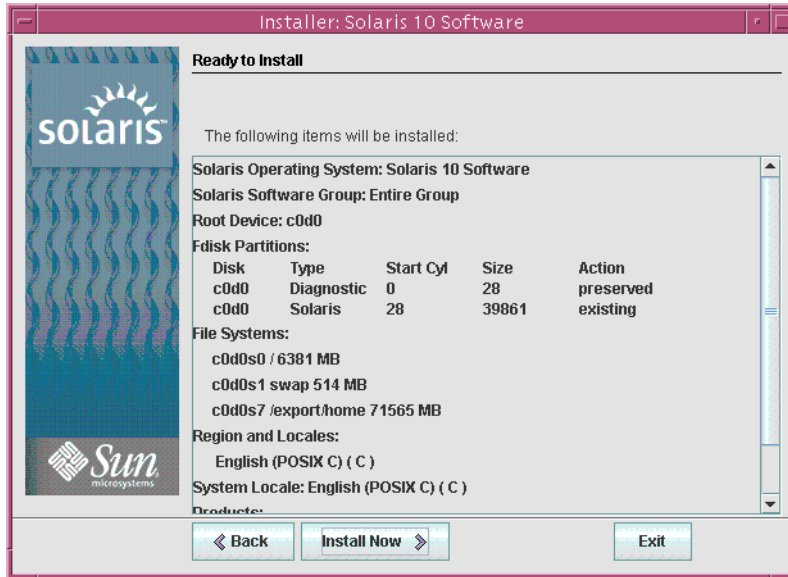 Installer: Solaris 10 Software
solaris
Ready to Install
The following items will be installed:
Solaris Operating System: Solaris 10 Software
Solaris Software Group: Entire Group
Root Device: c0d0
Fdisk Partitions:
Disk Type Start Cyl Size Action
c0d0 Diagnostic 0 28 preserved
c0d0 Solaris 28 39861 existing
File Systems:
c0d0s0 / 6381 MB
c0d0s1 swap 514 MB
c0d0s7 /export/home 71565 MB
Region and Locales:
English (POSIX C) ( C )
System Locale: English (POSIX C) ( C )
Products:
Sun
microsystems
Back Install Now Exit